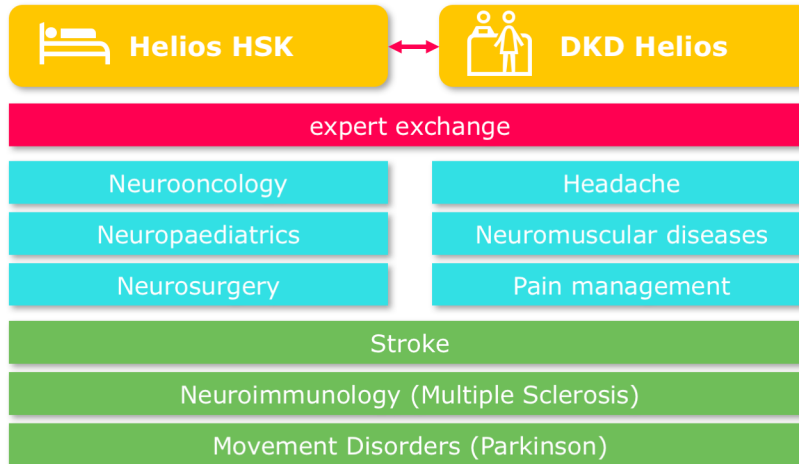 Helios HSK
DKD Helios
expert exchange
Neurooncology
Headache
Neuropaediatrics
Neuromuscular diseases
Neurosurgery
Pain management
Stroke
Neuroimmunology (Multiple Sclerosis)
Movement Disorders (Parkinson)